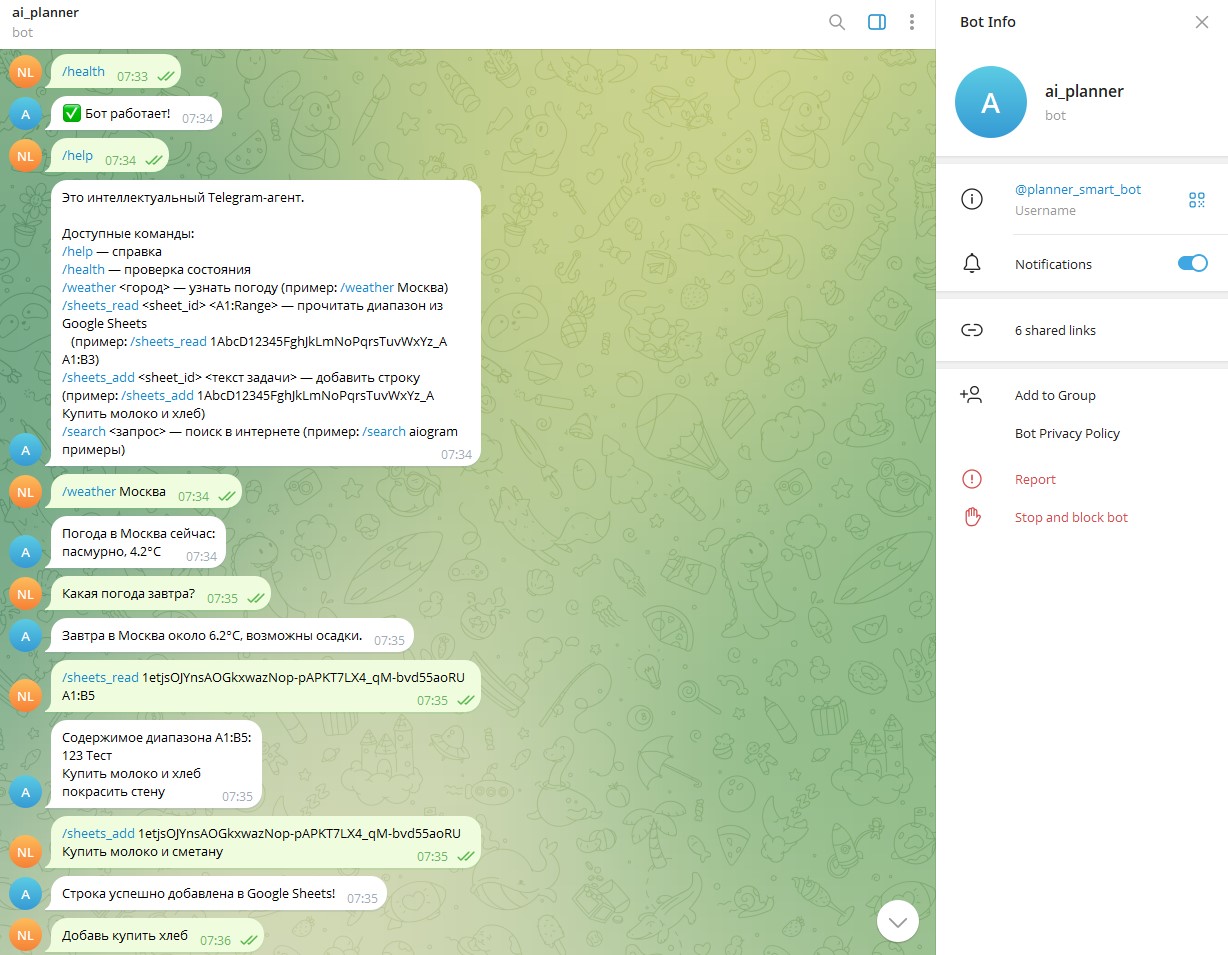 ai_planner
bot
NL
/health 07:33
A
✅ Бот работает! 07:34
NL
/help 07:34
Это интеллектуальный Telegram-агент.
Доступные команды:
/help — справка
/health — проверка состояния
/weather <город> — узнать погоду (пример: /weather Москва)
/sheets_read <sheet_id> <A1:Range> — прочитать диапазон из
Google Sheets
(пример: /sheets_read 1AbcD12345FghJkLmNoPqrsTuvWxYz_A
A1:B3)
/sheets_add <sheet_id> <текст задачи> — добавить строку
(пример: /sheets_add 1AbcD12345FghJkLmNoPqrsTuvWxYz_A
Купить молоко и хлеб)
/search <запрос> — поиск в интернете (пример: /search aiogram
примеры) 07:34
A
NL
/weather Москва 07:34
Погода в Москва сейчас:
пасмурно, 4.2°C 07:34
A
NL
Какая погода завтра? 07:35
A
Завтра в Москва около 6.2°C, возможны осадки. 07:35
/sheets_read 1etjsOJYnsAOGkxwazNop-pAPKT7LX4_qM-bvd55aoRU
A1:B5 07:35
NL
Содержимое диапазона A1:B5:
123 Тест
Купить молоко и хлеб
покрасить стену 07:35
A
/sheets_add 1etjsOJYnsAOGkxwazNop-pAPKT7LX4_qM-bvd55aoRU
Купить молоко и сметану 07:35
NL
A
Строка успешно добавлена в Google Sheets! 07:35
NL
Добавь купить хлеб 07:36
Bot Info
A
ai_planner
bot
@planner_smart_bot
Username
Notifications
6 shared links
Add to Group
Bot Privacy Policy
Report
Stop and block bot